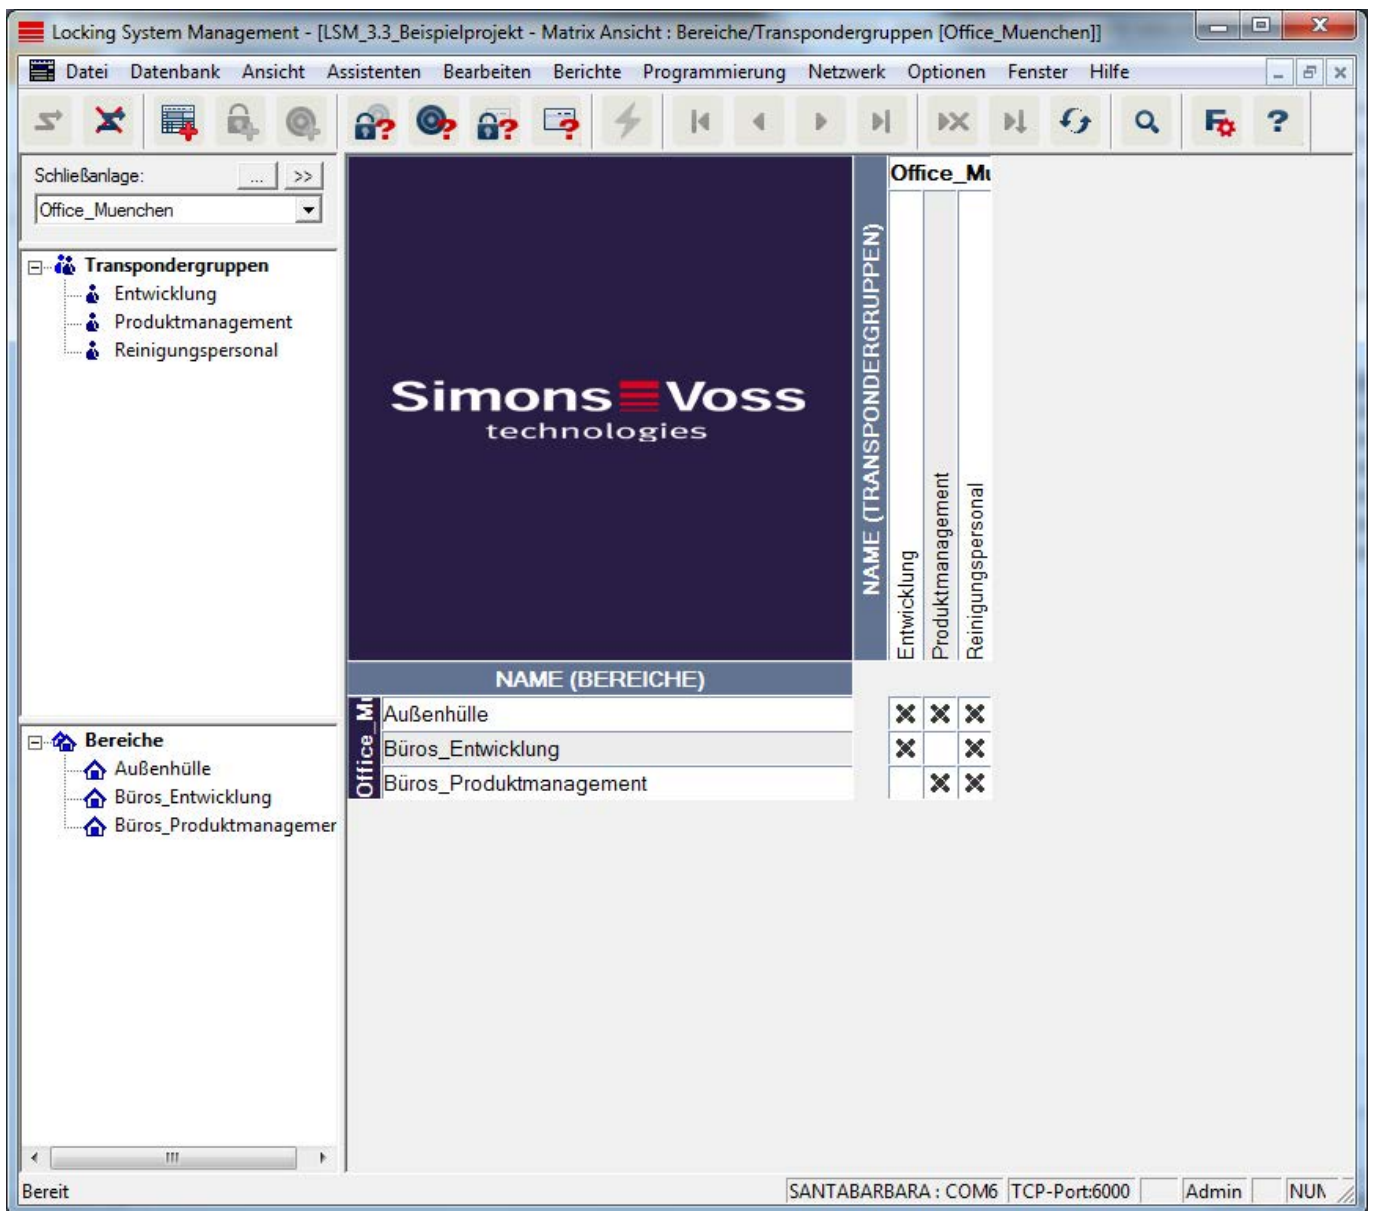 Locking System Management - [LSM_3.3_Beispielprojekt - Matrix Ansicht : Bereiche/Transpondergruppen [Office_Muenchen]]
Datei Datenbank Ansicht Assistenten Bearbeiten Berichte Programmierung Netzwerk Optionen Fenster Hilfe
Schließanlage:
... >>
Office_Muenchen
Transpondergruppen
Entwicklung
Produktmanagement
Reinigungspersonal
Bereiche
Außenhülle
Büros_Entwicklung
Büros_Produktmanagemer
Simons Voss
technologies
NAME (TRANSPONDERGRUPPEN)
Office_Mu
Entwicklung
Produktmanagement
Reinigungspersonal
NAME (BEREICHE)
Office_Mu
Außenhülle
Büros_Entwicklung
Büros_Produktmanagement
Bereit
SANTABARBARA : COM6 TCP-Port:6000 Admin NUM